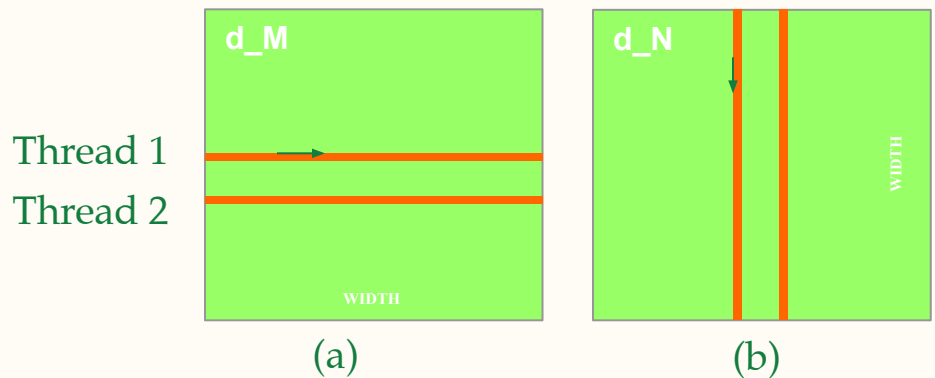 d_M
d_N
Thread 1
Thread 2
WIDTH
WIDTH
(a)
(b)